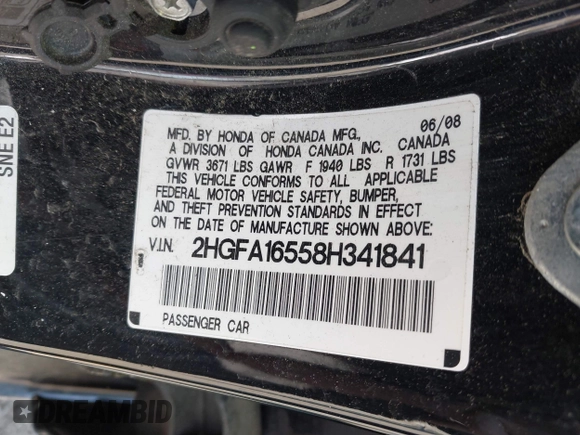 SNE E2
MFD. BY HONDA OF CANADA MFG., 06/08
A DIVISION OF HONDA CANADA INC. CANADA
GVWR 3671 LBS GAWR F 1940 LBS R 1731 LBS
THIS VEHICLE CONFORMS TO ALL APPLICABLE
FEDERAL MOTOR VEHICLE SAFETY, BUMPER,
AND THEFT PREVENTION STANDARDS IN EFFECT
ON THE DATE OF MANUFACTURE SHOWN ABOVE:
V.I.N. 2HGFA16558H341841
PASSENGER CAR
DREAMBID